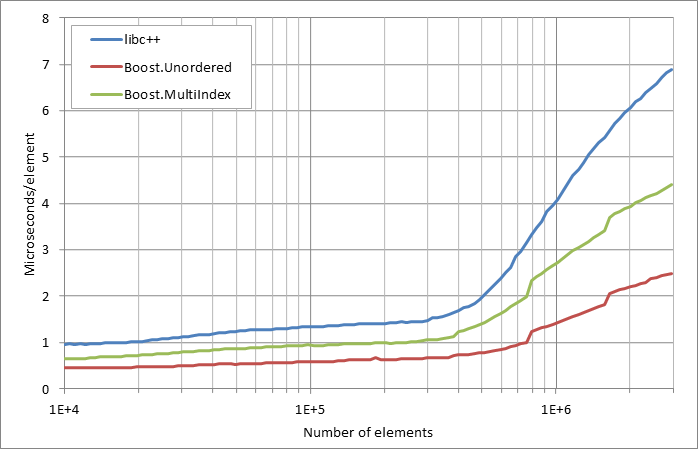 8
7
6
5
4
3
2
1
0
Microseconds/element
libc++
Boost.Unordered
Boost.MultiIndex
1E+4
1E+5
1E+6
Number of elements